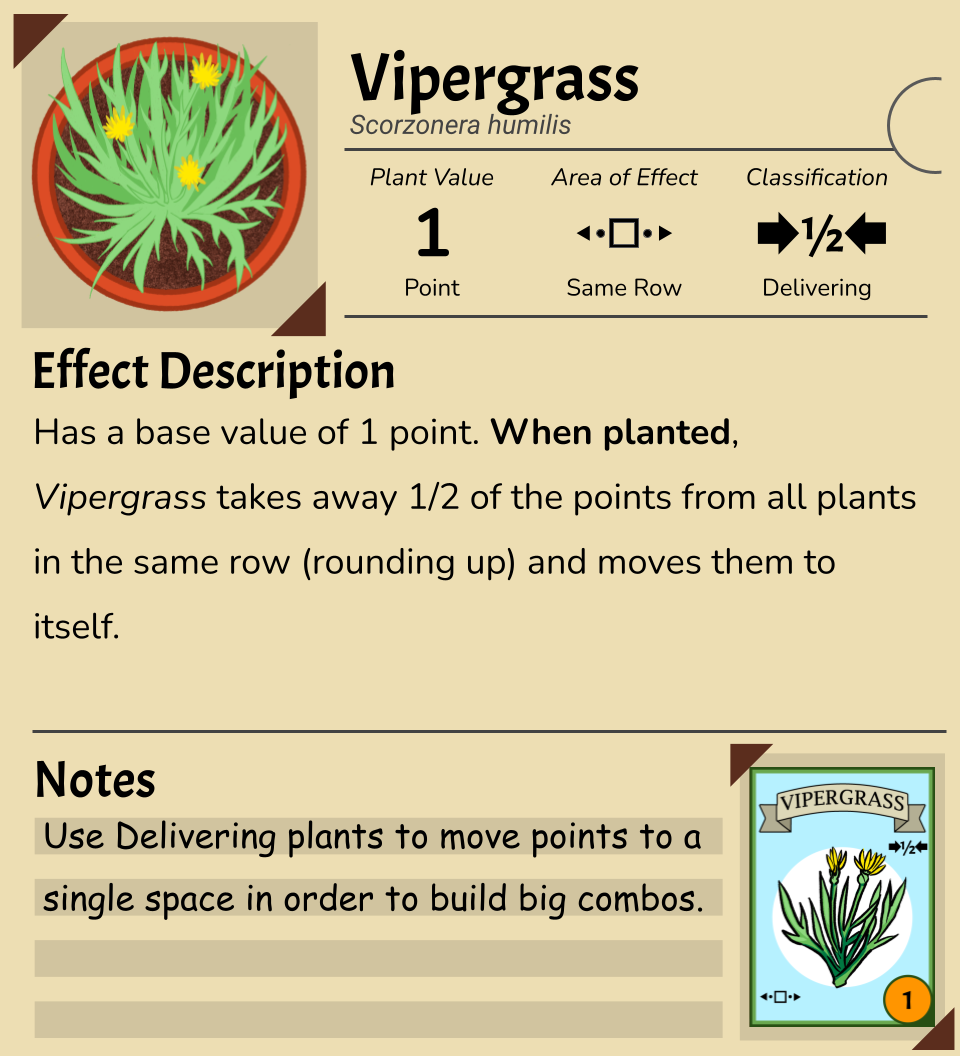 Vipergrass
Scorzonera humilis
Plant Value Area of Effect Classification
1 ½
Point Same Row Delivering
Effect Description
Has a base value of 1 point. When planted,
Vipergrass takes away 1/2 of the points from all plants
in the same row (rounding up) and moves them to
itself.
Notes
Use Delivering plants to move points to a
single space in order to build big combos.
VIPERGRASS
½
1